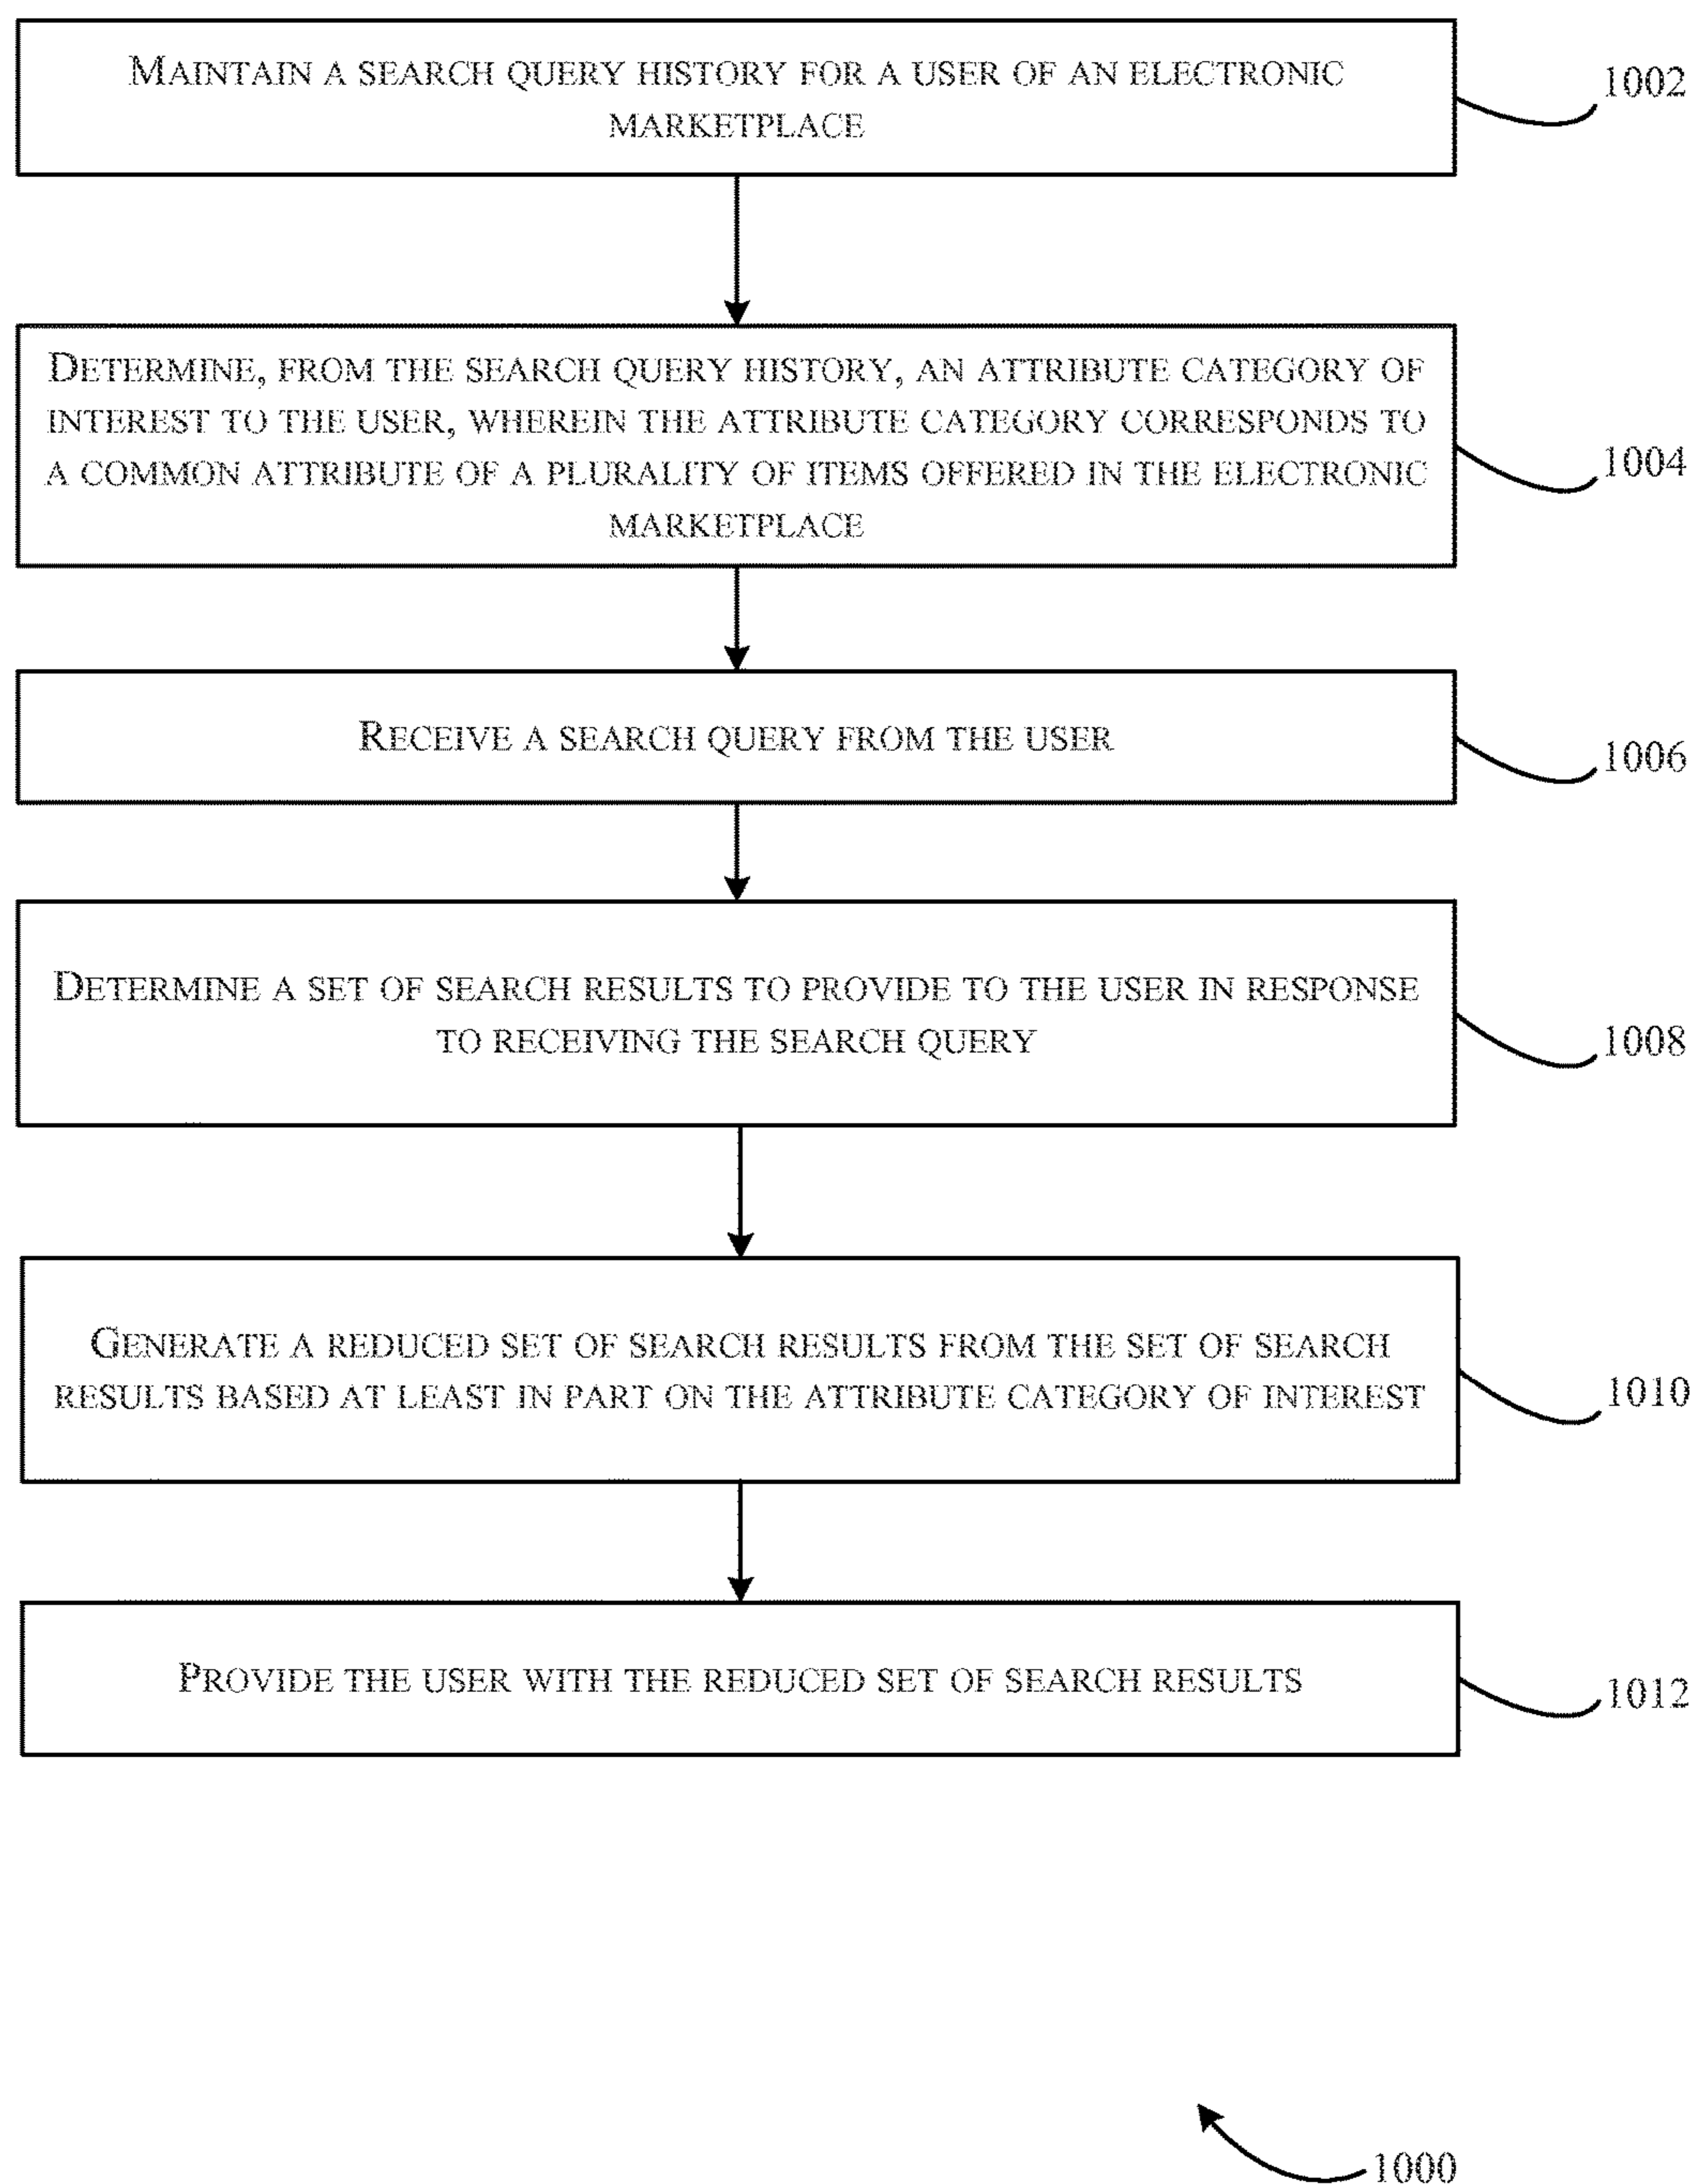 MAINTAIN A SEARCH QUERY HISTORY FOR A USER OF AN ELECTRONIC
MARKETPLACE
1002
DETERMINE, FROM THE SEARCH QUERY HISTORY, AN ATTRIBUTE CATEGORY OF
INTEREST TO THE USER, WHEREIN THE ATTRIBUTE CATEGORY CORRESPONDS TO
A COMMON ATTRIBUTE OF A PLURALITY OF ITEMS OFFERED IN THE ELECTRONIC
MARKETPLACE
1004
RECEIVE A SEARCH QUERY FROM THE USER
1006
DETERMINE A SET OF SEARCH RESULTS TO PROVIDE TO THE USER IN RESPONSE
TO RECEIVING THE SEARCH QUERY
1008
GENERATE A REDUCED SET OF SEARCH RESULTS FROM THE SET OF SEARCH
RESULTS BASED AT LEAST IN PART ON THE ATTRIBUTE CATEGORY OF INTEREST
1010
PROVIDE THE USER WITH THE REDUCED SET OF SEARCH RESULTS
1012
1000